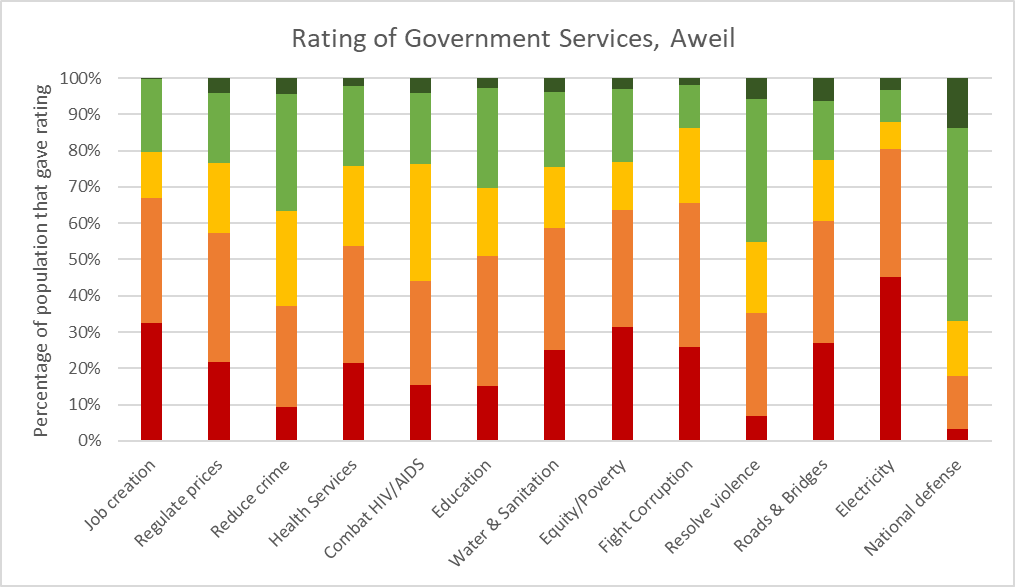 Rating of Government Services, Aweil
Percentage of population that gave rating
100%
90%
80%
70%
60%
50%
40%
30%
20%
10%
0%
Job creation
Regulate prices
Reduce crime
Health Services
Combat HIV/AIDS
Education
Water & Sanitation
Equity/Poverty
Fight Corruption
Resolve violence
Roads & Bridges
Electricity
National defense